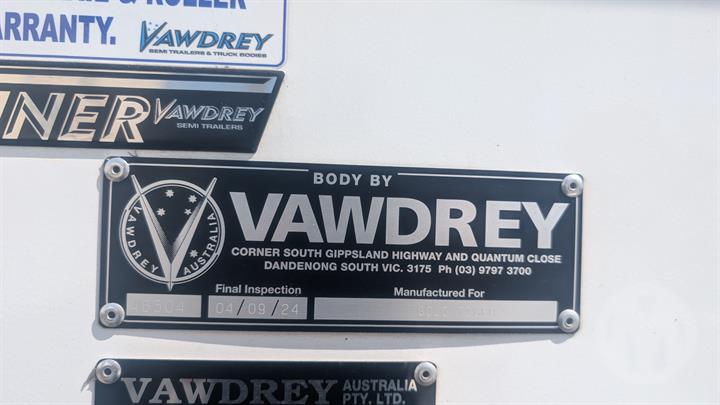 & ROLLER
ARRANTY. VAWDREY
SEMI TRAILERS & TRUCK BODIES
INER VAWDREY
SEMI TRAILERS
BODY BY
VAWDREY AUSTRALIA
VAWDREY
CORNER SOUTH GIPPSLAND HIGHWAY AND QUANTUM CLOSE
DANDENONG SOUTH VIC. 3175 Ph (03) 9797 3700
Final Inspection Manufactured For
04/09/24
VAWDREY AUSTRALIA
PTY. LTD.